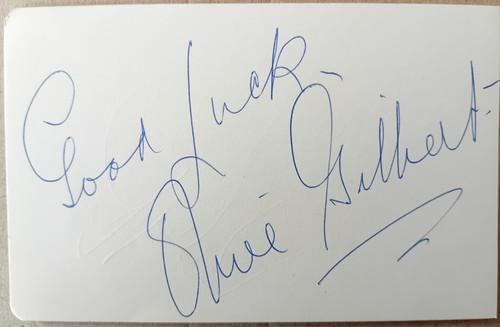 Good Luck -
Olive Gilbert -